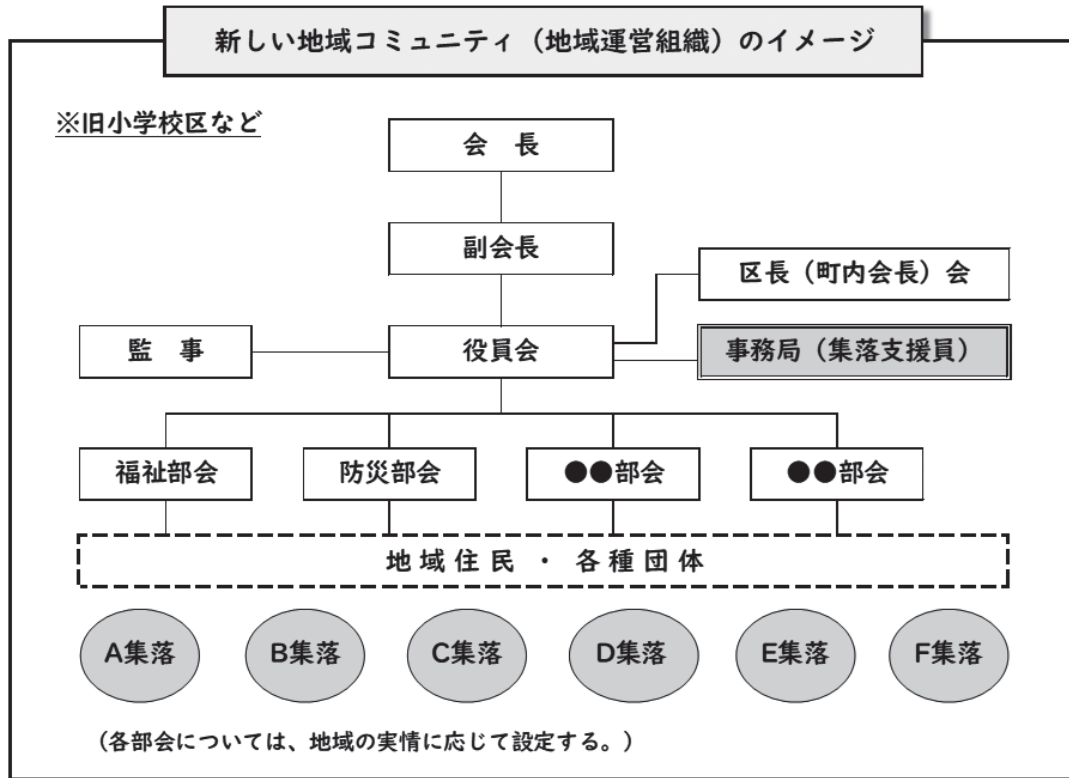 新しい地域コミュニティ（地域運営組織）のイメージ
※旧小学校区など
会　長
副会長
区長（町内会長）会
監　事
役員会
事務局（集落支援員）
福祉部会
防災部会
●●部会
●●部会
地域住民・各種団体
A集落
B集落
C集落
D集落
E集落
F集落
（各部会については、地域の実情に応じて設定する。）